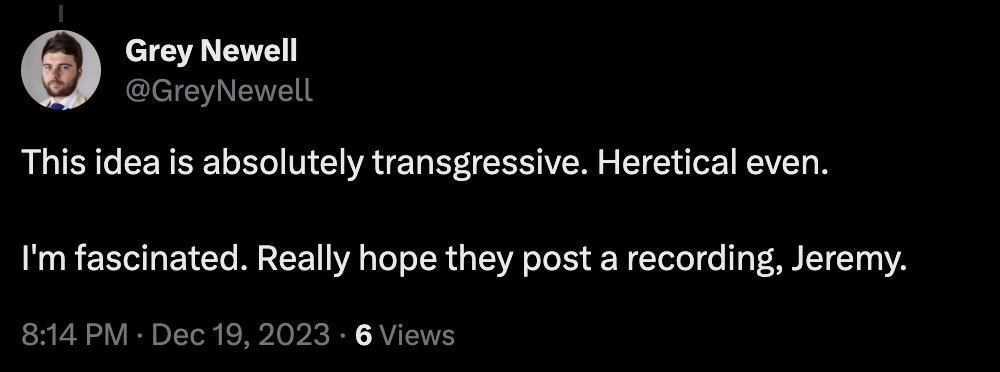 Grey Newell
@GreyNewell
This idea is absolutely transgressive. Heretical even.
I'm fascinated. Really hope they post a recording, Jeremy.
8:14 PM · Dec 19, 2023 · 6 Views